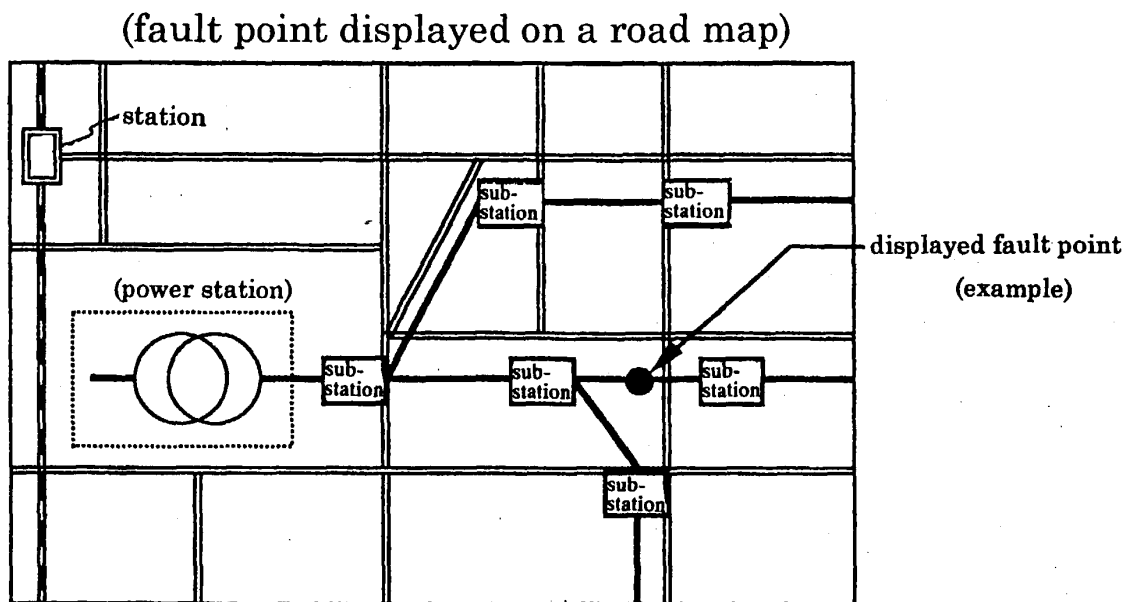 (fault point displayed on a road map)
station
sub-
station
sub-
station
displayed fault point
(example)
(power station)
sub-
station
sub-
station
sub-
station
sub-
station